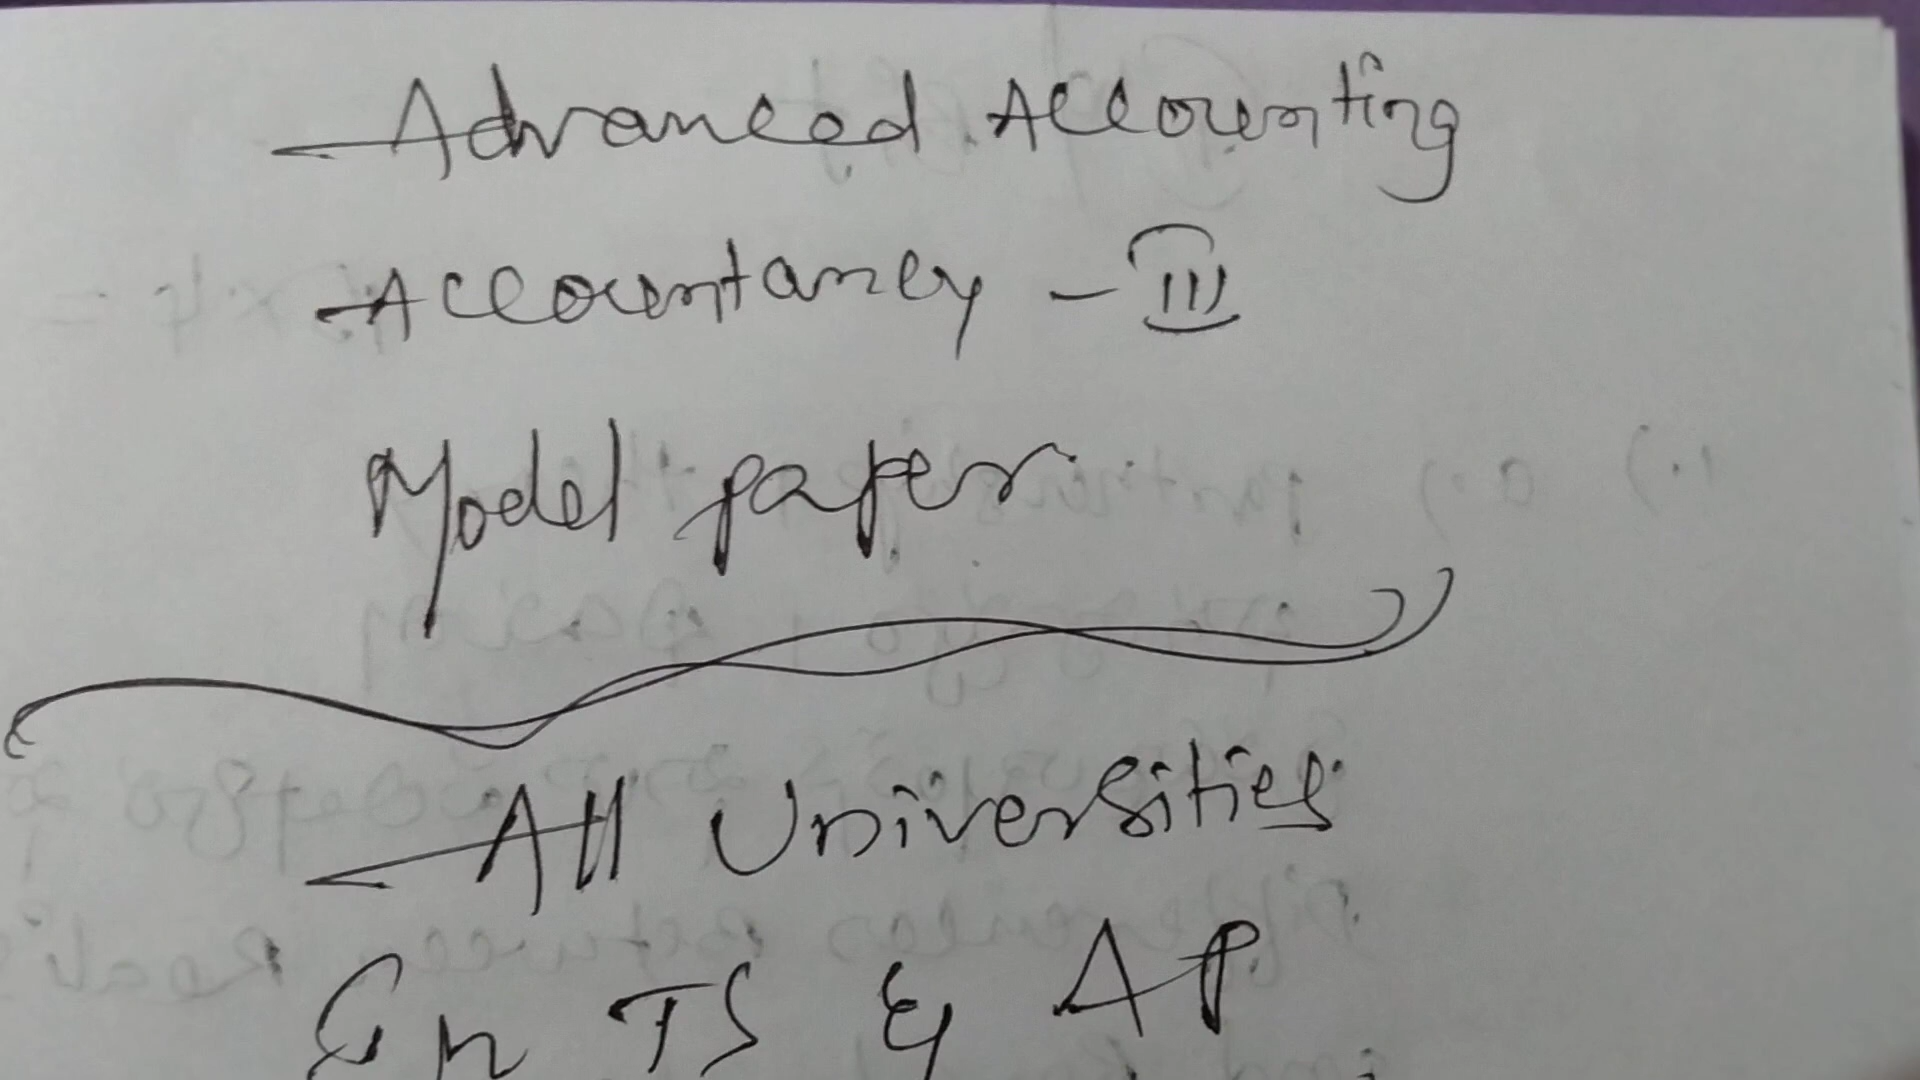 Advanced Accounting
Accountancy - III
Model paper
All Universities
In TS & AP